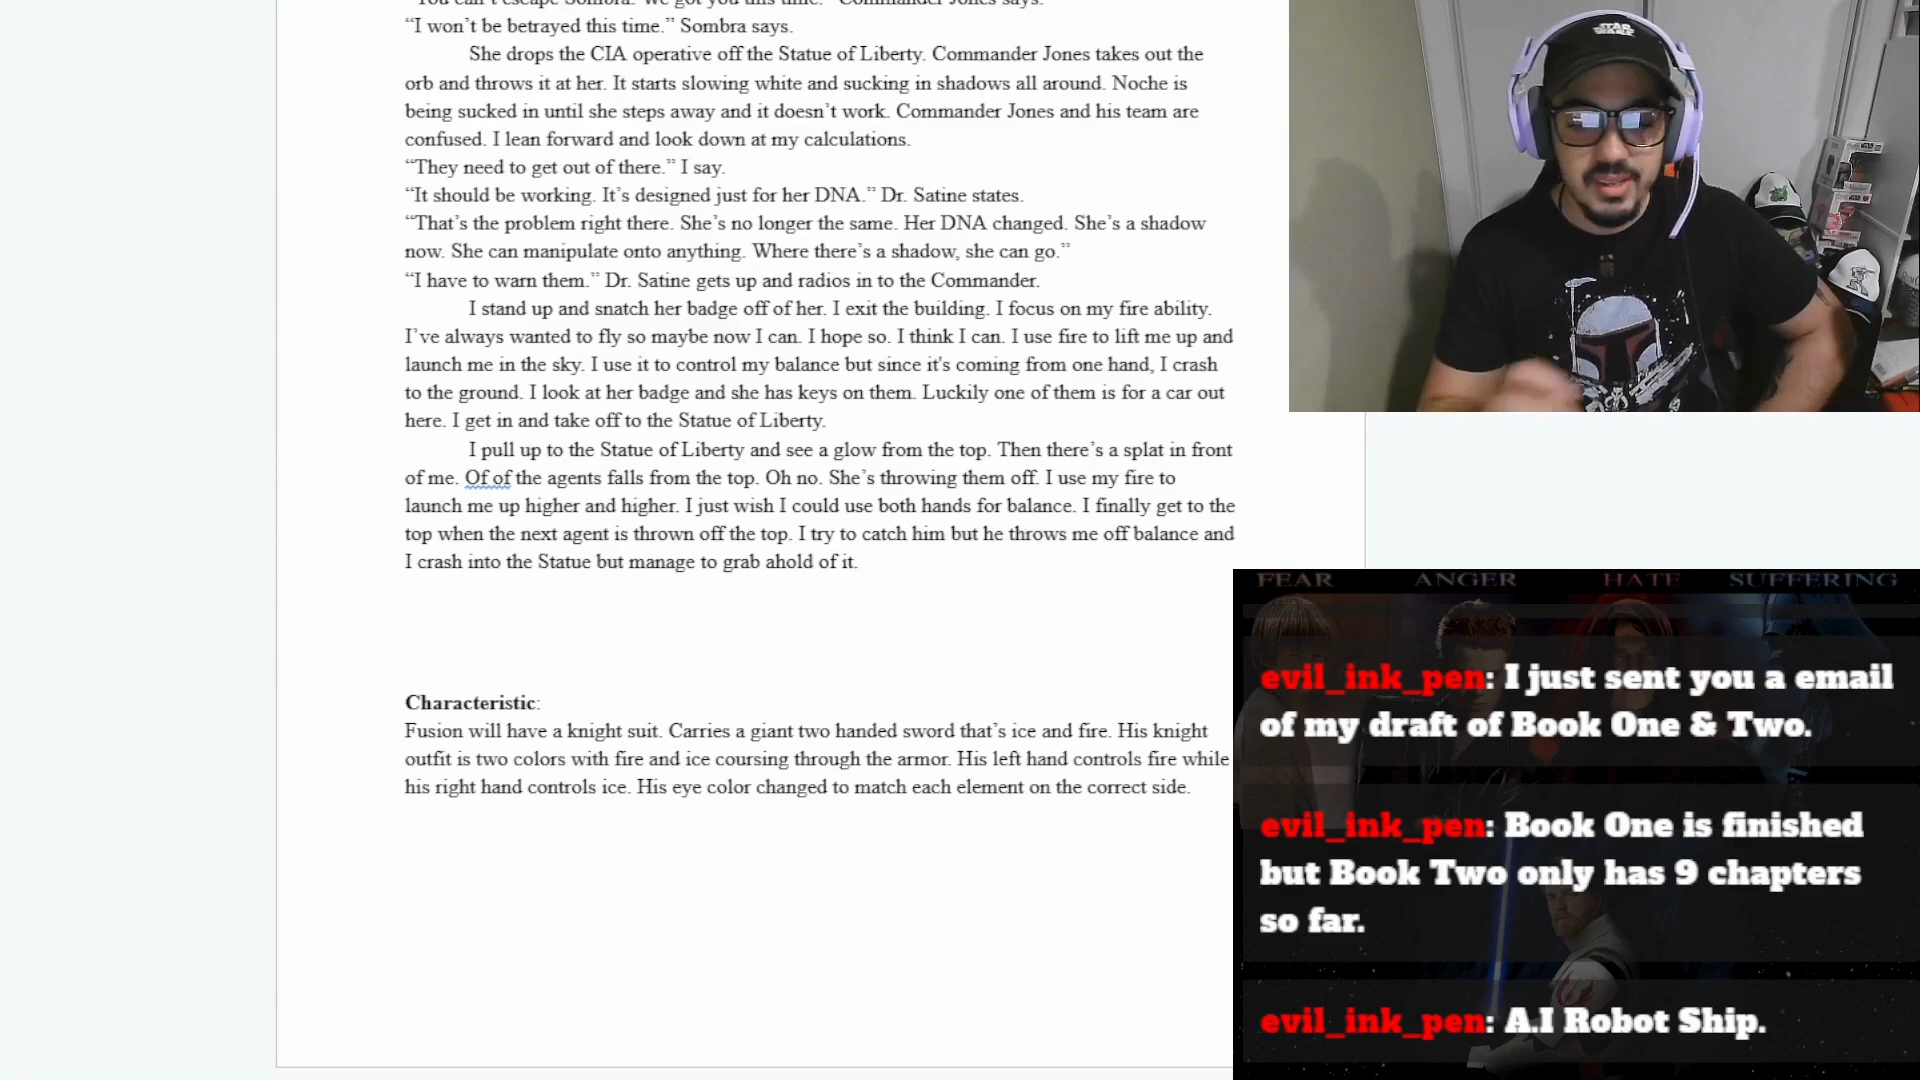 "You can't escape Sombra. We got you this time." Commander Jones says.
“I won’t be betrayed this time.” Sombra says.
She drops the CIA operative off the Statue of Liberty. Commander Jones takes out the
orb and throws it at her. It starts slowing white and sucking in shadows all around. Noche is
being sucked in until she steps away and it doesn’t work. Commander Jones and his team are
confused. I lean forward and look down at my calculations.
“They need to get out of there.” I say.
“It should be working. It’s designed just for her DNA.” Dr. Satine states.
“That’s the problem right there. She’s no longer the same. Her DNA changed. She’s a shadow
now. She can manipulate onto anything. Where there’s a shadow, she can go.”
“I have to warn them.” Dr. Satine gets up and radios in to the Commander.
I stand up and snatch her badge off of her. I exit the building. I focus on my fire ability.
I’ve always wanted to fly so maybe now I can. I hope so. I think I can. I use fire to lift me up and
launch me in the sky. I use it to control my balance but since it's coming from one hand, I crash
to the ground. I look at her badge and she has keys on them. Luckily one of them is for a car out
here. I get in and take off to the Statue of Liberty.
I pull up to the Statue of Liberty and see a glow from the top. Then there’s a splat in front
of me. Of of the agents falls from the top. Oh no. She’s throwing them off. I use my fire to
launch me up higher and higher. I just wish I could use both hands for balance. I finally get to the
top when the next agent is thrown off the top. I try to catch him but he throws me off balance and
I crash into the Statue but manage to grab ahold of it.
Characteristic:
Fusion will have a knight suit. Carries a giant two handed sword that’s ice and fire. His knight
outfit is two colors with fire and ice coursing through the armor. His left hand controls fire while
his right hand controls ice. His eye color changed to match each element on the correct side.
STAR
WARS
FEAR ANGER HATE SUFFERING
evil_ink_pen: I just sent you a email
of my draft of Book One & Two.
evil_ink_pen: Book One is finished
but Book Two only has 9 chapters
so far.
evil_ink_pen: A.I Robot Ship.